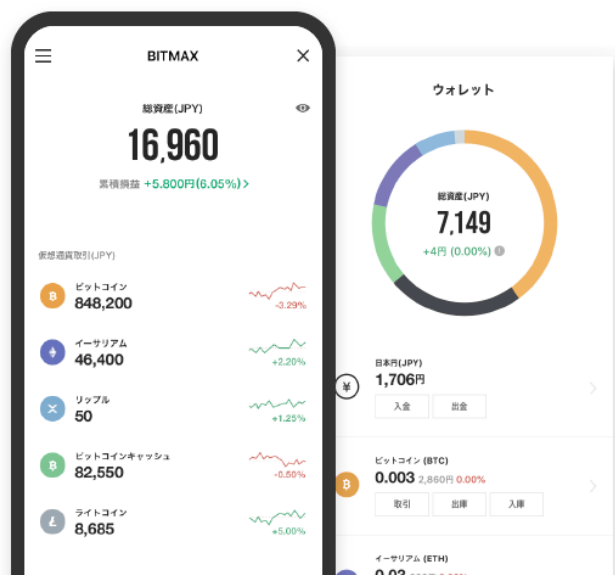 BITMAX
総資産(JPY)
16,960
累積損益 +5.800円(6.05%)
仮想通貨取引(JPY)
ビットコイン
848,200
-3.29%
イーサリアム
46,400
+2.20%
リップル
50
+1.25%
ビットコインキャッシュ
82,550
-0.50%
ライトコイン
8,685
+5.00%
ウォレット
総資産(JPY)
7,149
+4円 (0.00%)
日本円(JPY)
1,706円
入金 出金
ビットコイン (BTC)
0.003 2,860円 0.00%
取引 出庫 入庫
イーサリアム (ETH)
0.03